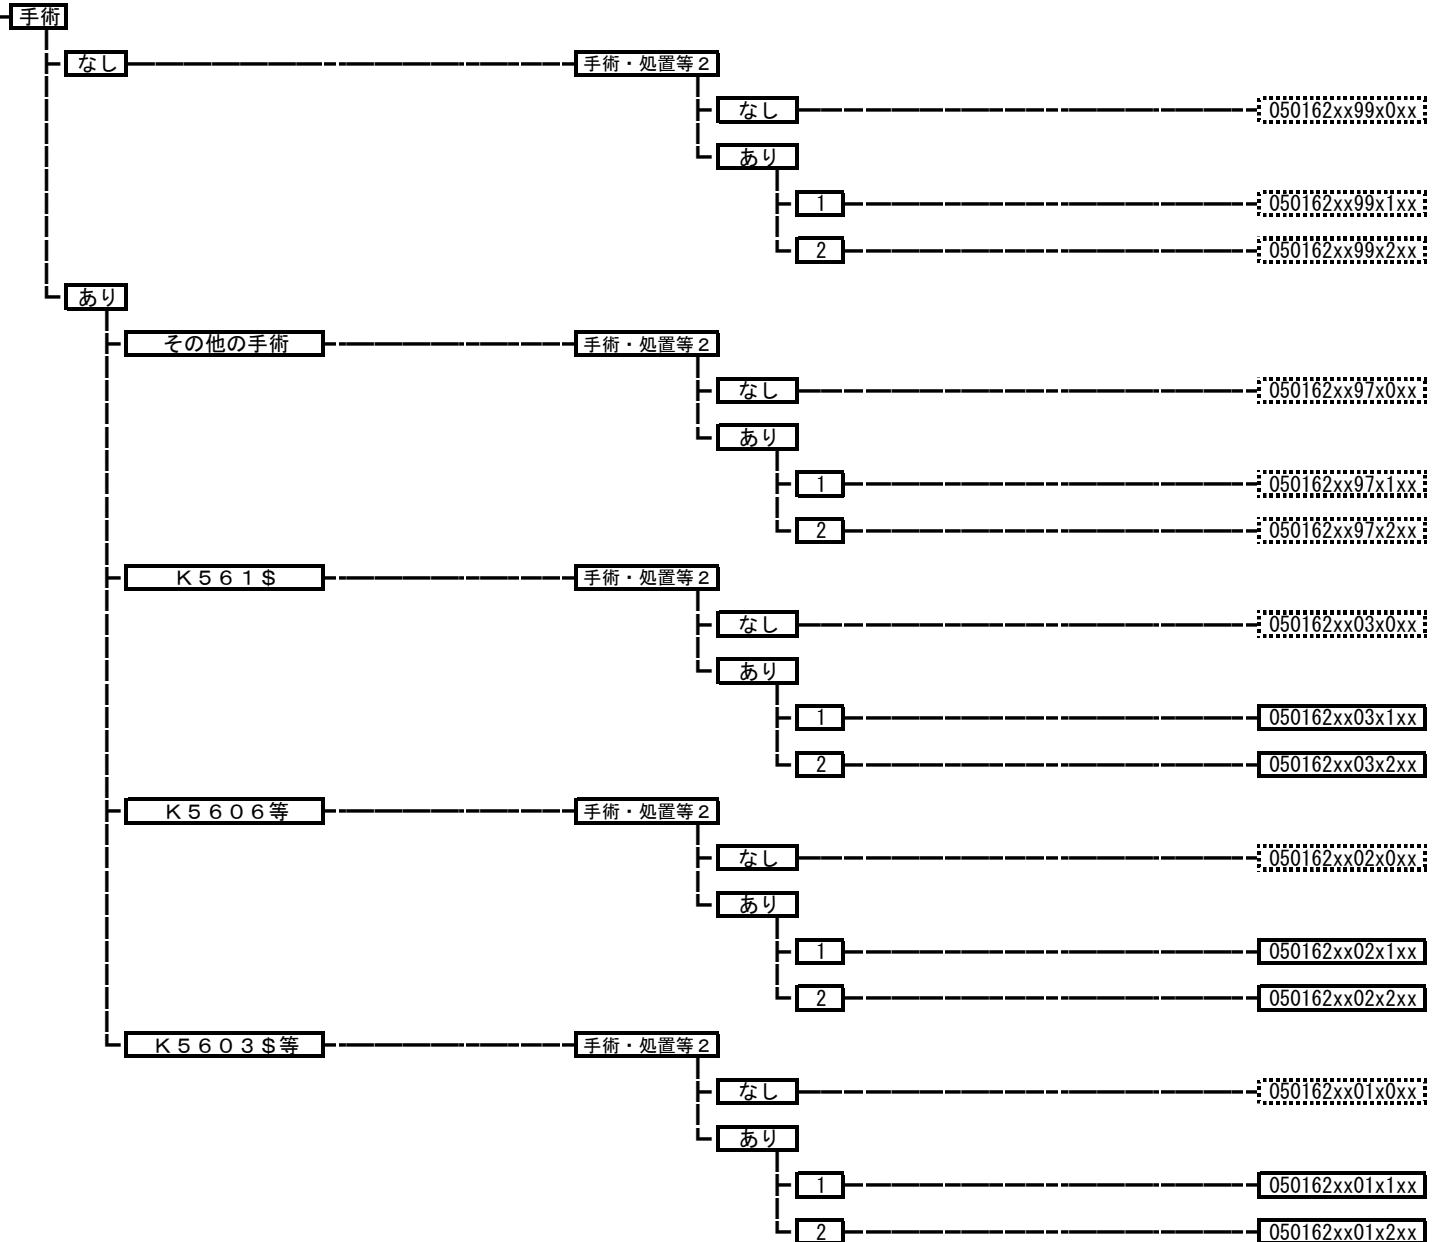 手術
なし 手術・処置等2
なし 050162xx99x0xx
あり
1 050162xx99x1xx
2 050162xx99x2xx
あり
その他の手術 手術・処置等2
なし 050162xx97x0xx
あり
1 050162xx97x1xx
2 050162xx97x2xx
K561$ 手術・処置等2
なし 050162xx03x0xx
あり
1 050162xx03x1xx
2 050162xx03x2xx
K5606等 手術・処置等2
なし 050162xx02x0xx
あり
1 050162xx02x1xx
2 050162xx02x2xx
K5603$等 手術・処置等2
なし 050162xx01x0xx
あり
1 050162xx01x1xx
2 050162xx01x2xx